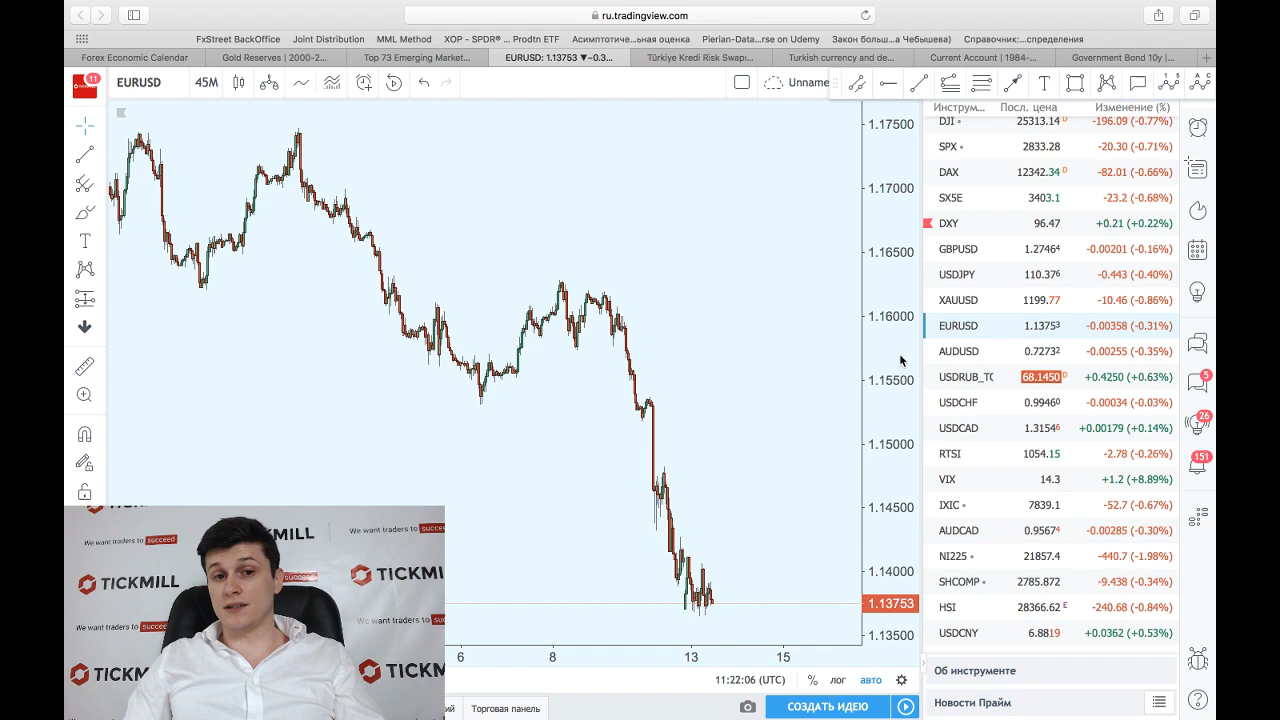 ru.tradingview.com
FxStreet BackOffice
Joint Distribution
MML Method
XOP - SPDR® ... Prodtn ETF
Асимптотиче...ьная оценка
Pierian-Data...rse on Udemy
Закон больш...а Чебышева)
Справочник:...спределения
Forex Economic Calendar
Gold Reserves | 2000-2...
Top 73 Emerging Market...
EURUSD: 1.13753 ▼-0.3...
Türkiye Kredi Risk Swap...
Turkish currency and de...
Current Account | 1984-...
Government Bond 10y |...
11
EURUSD
45M
Unname
Инструм...
Посл. цена
Изменение (%)
DJI 25313.14 D -196.09 (-0.77%)
SPX 2833.28 -20.30 (-0.71%)
DAX 12342.34 D -82.01 (-0.66%)
SX5E 3403.1 -23.2 (-0.68%)
DXY 96.47 +0.21 (+0.22%)
GBPUSD 1.27464 -0.00201 (-0.16%)
USDJPY 110.376 -0.443 (-0.40%)
XAUUSD 1199.77 -10.46 (-0.86%)
EURUSD 1.13753 -0.00358 (-0.31%)
AUDUSD 0.72732 -0.00255 (-0.35%)
USDRUB_TC 68.1450 D +0.4250 (+0.63%)
USDCHF 0.99460 -0.00034 (-0.03%)
USDCAD 1.31546 +0.00179 (+0.14%)
RTSI 1054.15 -2.78 (-0.26%)
VIX 14.3 +1.2 (+8.89%)
IXIC 7839.1 -52.7 (-0.67%)
AUDCAD 0.95674 -0.00285 (-0.30%)
NI225 21857.4 -440.7 (-1.98%)
SHCOMP 2785.872 -9.438 (-0.34%)
HSI 28366.62 E -240.68 (-0.84%)
USDCNY 6.8819 +0.0362 (+0.53%)
1.17500
1.17000
1.16500
1.16000
1.15500
1.15000
1.14500
1.14000
1.13753
1.13500
5
26
151
6
8
13
15
11:22:06 (UTC)
%
лог
авто
Об инструменте
Новости Прайм
Торговая панель
СОЗДАТЬ ИДЕЮ
We want traders to succeed
TICKMILL